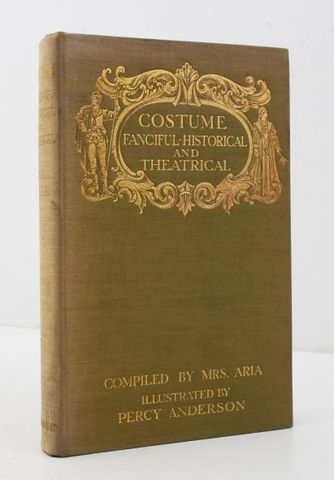 COSTUME
FANCIFUL·HISTORICAL
AND
THEATRICAL
COMPILED BY MRS. ARIA
ILLUSTRATED BY
PERCY ANDERSON